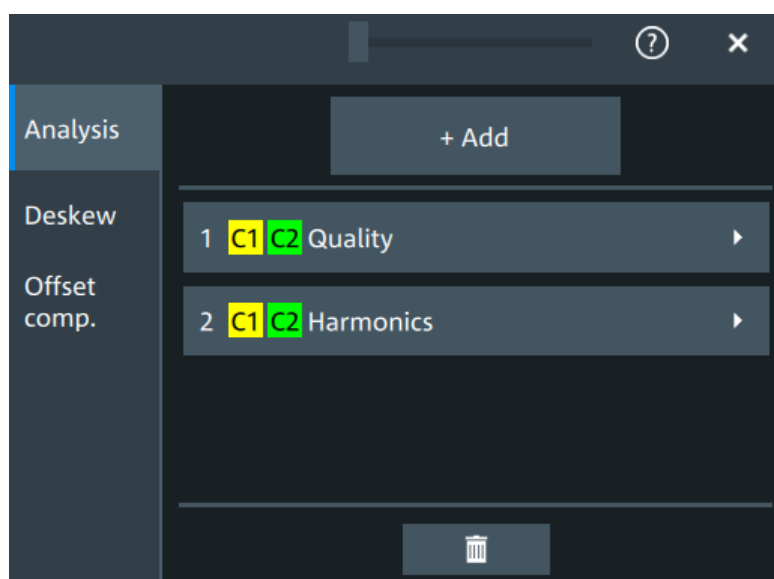 ?
Analysis
+ Add
Deskew
1 C1 C2 Quality
Offset
comp.
2 C1 C2 Harmonics